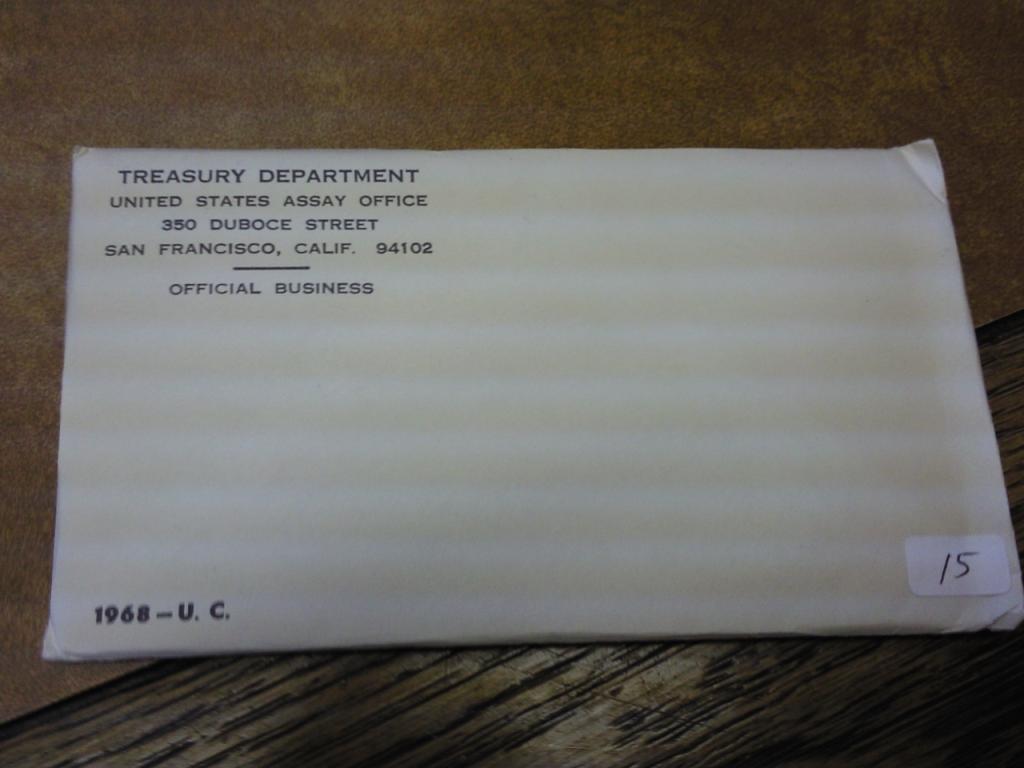 TREASURY DEPARTMENT
UNITED STATES ASSAY OFFICE
350 DUBOCE STREET
SAN FRANCISCO, CALIF. 94102
OFFICIAL BUSINESS
1968 - U. C.
15